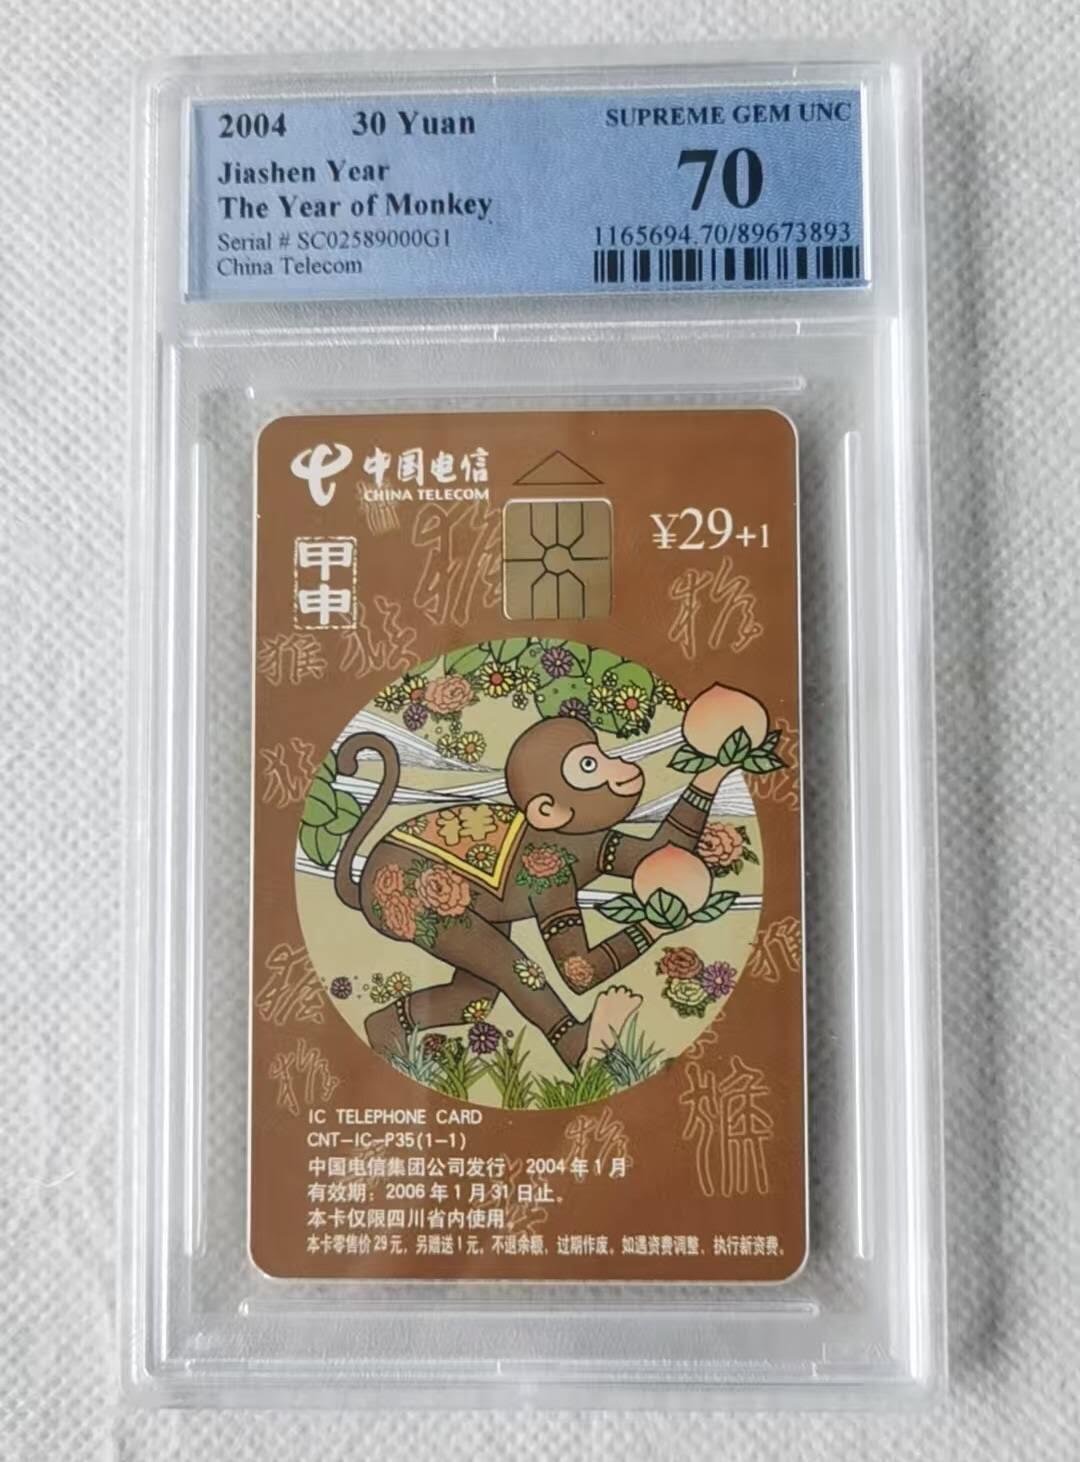 2004 30 Yuan
SUPREME GEM UNC
Jiashen Year
70
The Year of Monkey
Serial # SC02589000G1
1165694.70/89673893
China Telecom
中国电信
CHINA TELECOM
¥29+1
甲
申
猴
祥
IC TELEPHONE CARD
CNT-IC-P35(1-1)
中国电信集团公司发行 2004年1月
有效期：2006年1月31日止。
本卡仅限四川省内使用。
本卡零售价29元，另赠送1元，不退余额，过期作废。如遇资费调整，执行新资费。